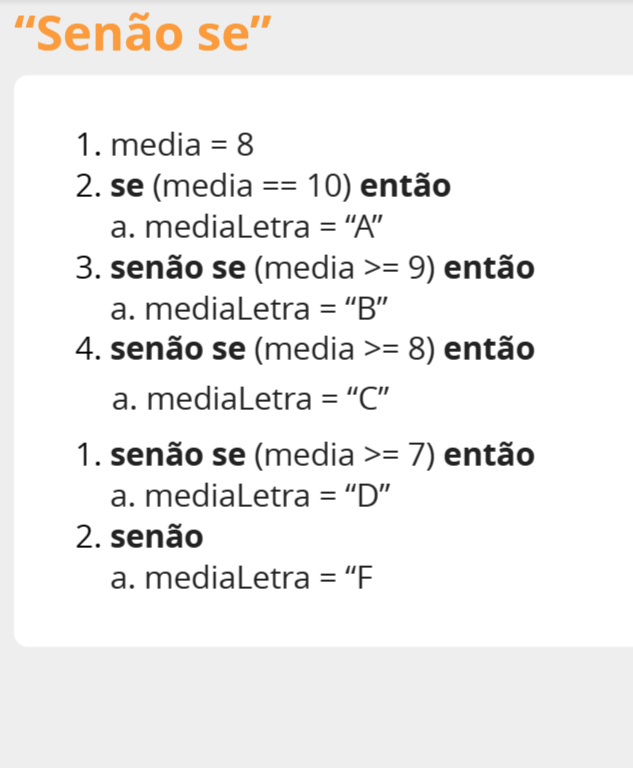 “Senão se”
1. media = 8
2. se (media == 10) então
a. mediaLetra = “A”
3. senão se (media >= 9) então
a. mediaLetra = “B”
4. senão se (media >= 8) então
a. mediaLetra = “C”
1. senão se (media >= 7) então
a. mediaLetra = “D”
2. senão
a. mediaLetra = “F